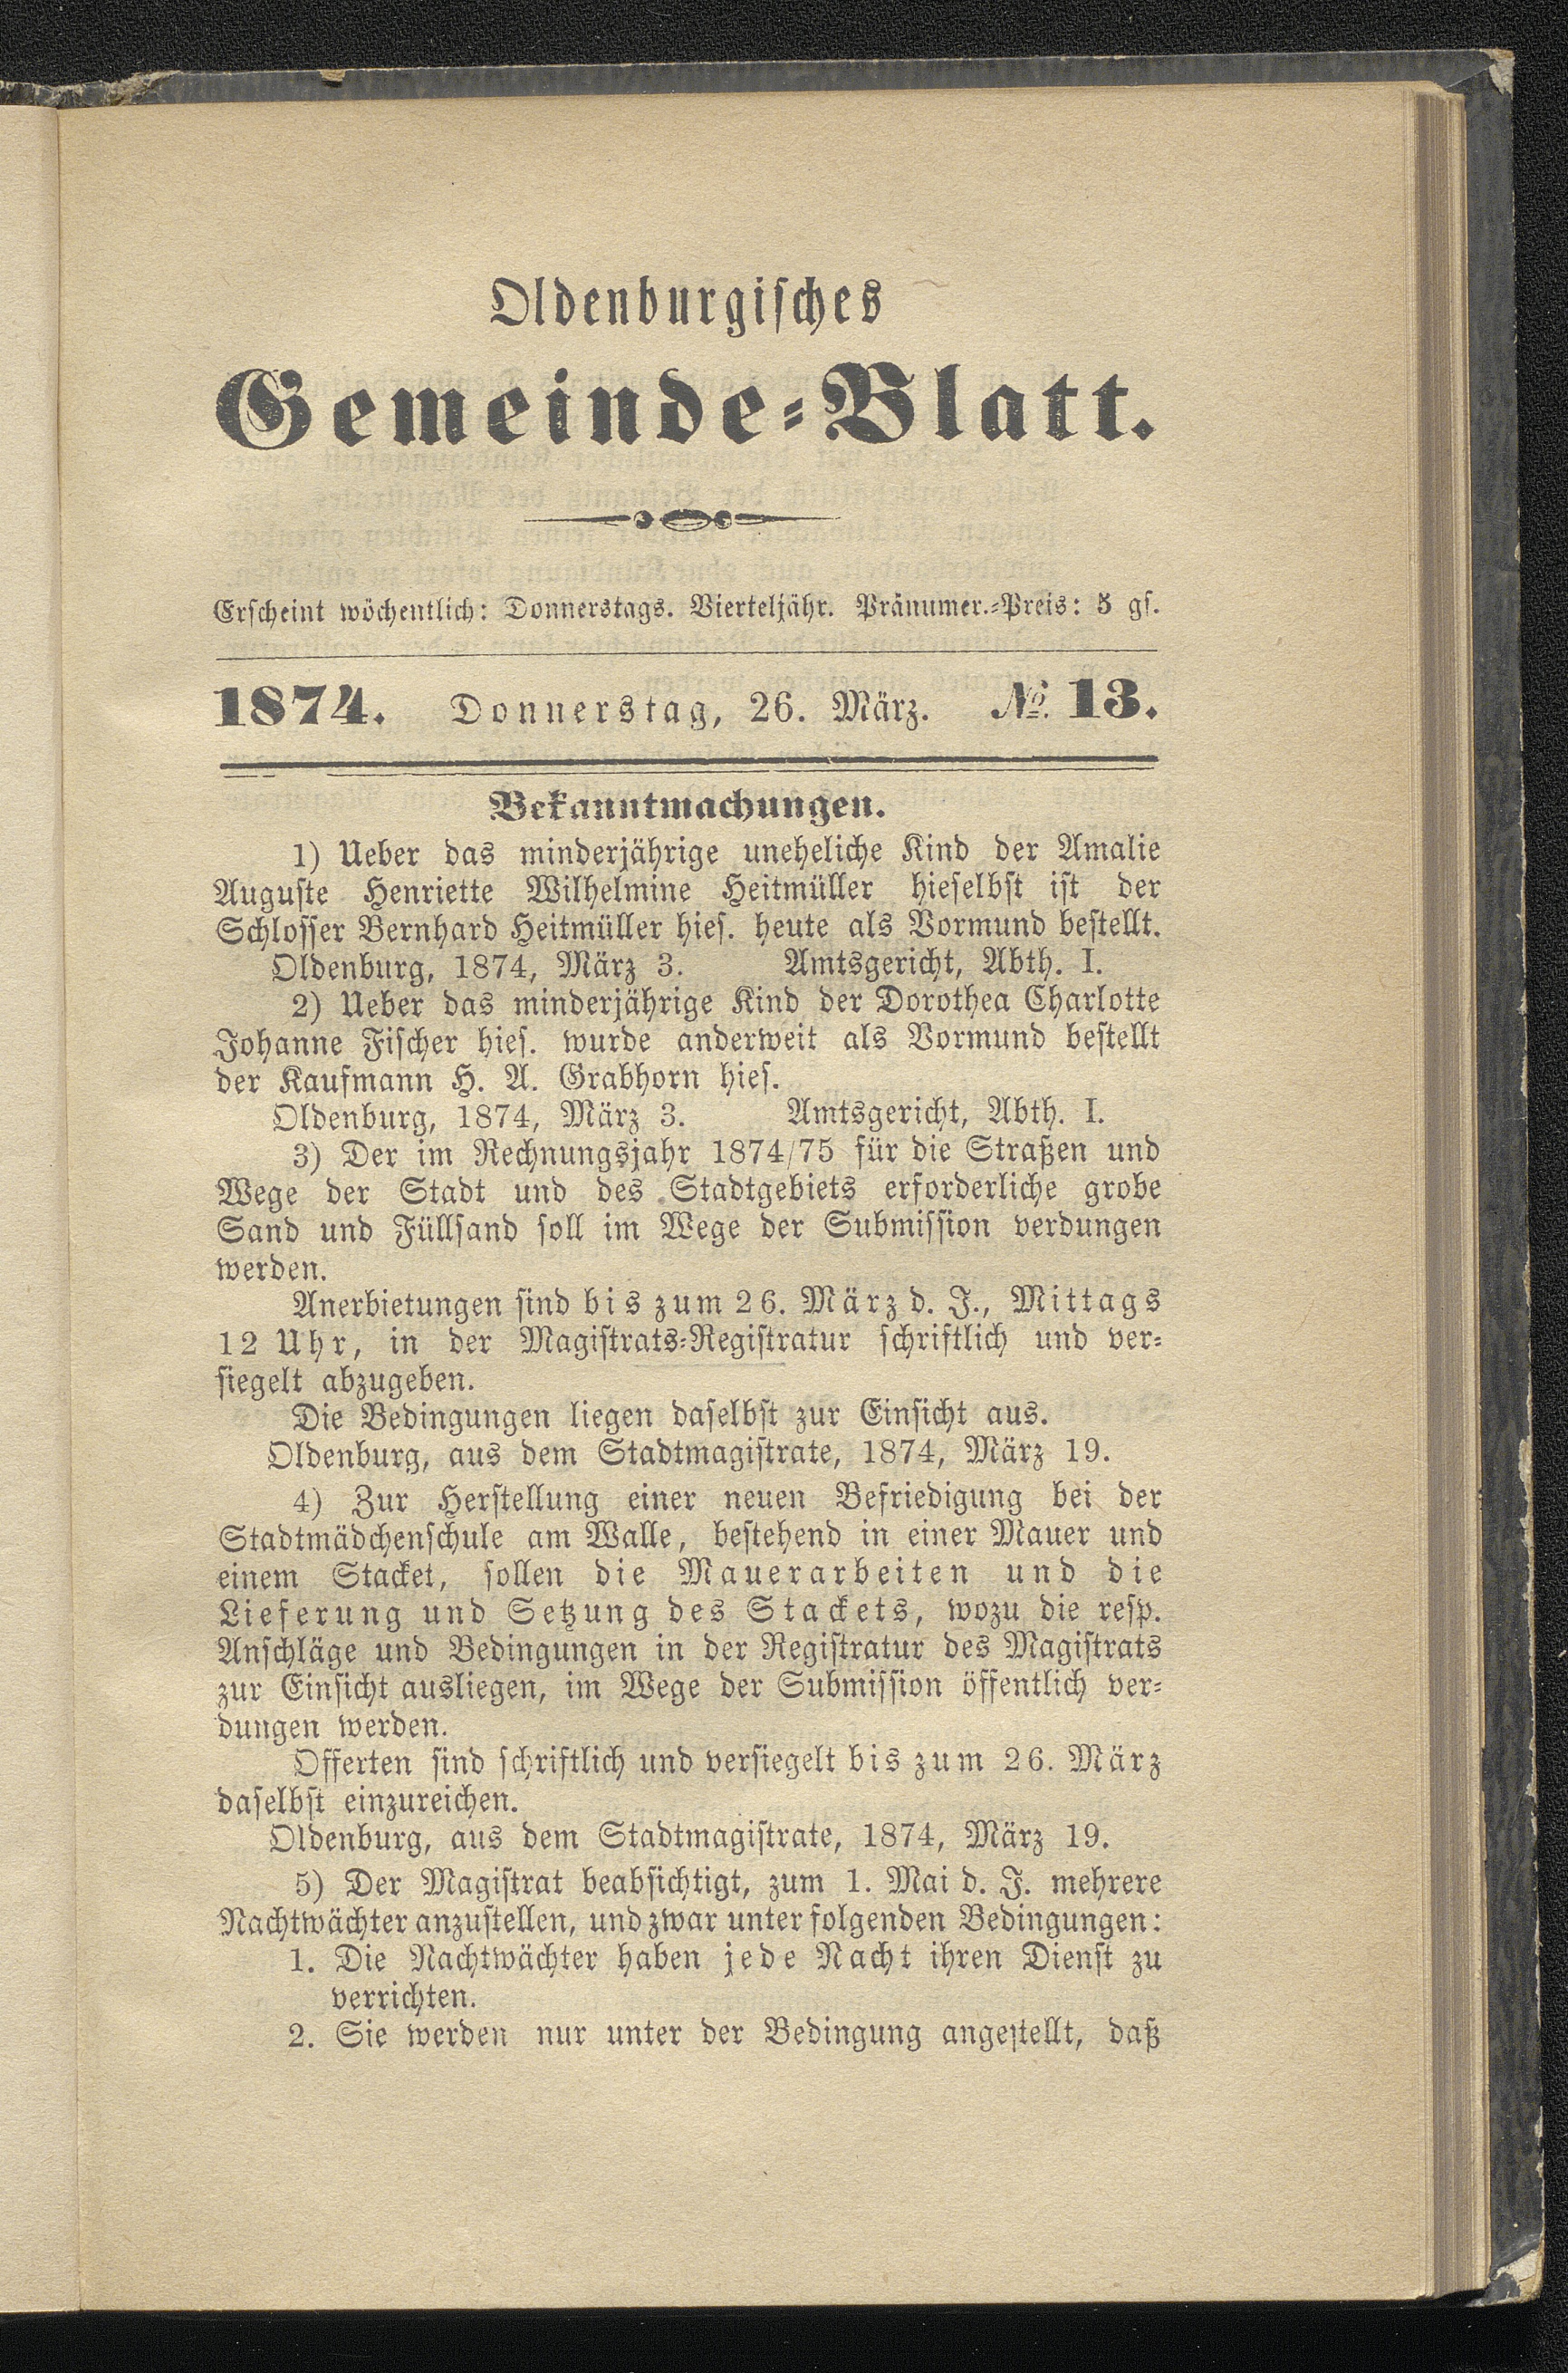 Oldenburgisches
Gemeinde=Blatt.
Erscheint wöchentlich: Donnerstags. Vierteljähr. Pränumer.=Preis: 5 gs.
1874. Donnerstag, 26. März. № 13.
Bekanntmachungen.
1) Ueber das minderjährige uneheliche Kind der Amalie
Auguste Henriette Wilhelmine Heitmüller hieselbst ist der
Schlosser Bernhard Heitmüller hies. heute als Vormund bestellt.
Oldenburg, 1874, März 3. Amtsgericht, Abth. I.
2) Ueber das minderjährige Kind der Dorothea Charlotte
Johanne Fischer hies. wurde anderweit als Vormund bestellt
der Kaufmann H. A. Grabhorn hies.
Oldenburg, 1874, März 3. Amtsgericht, Abth. I.
3) Der im Rechnungsjahr 1874/75 für die Straßen und
Wege der Stadt und des Stadtgebiets erforderliche grobe
Sand und Füllsand soll im Wege der Submission verdungen
werden.
Anerbietungen sind bis zum 26. März d. J., Mittags
12 Uhr, in der Magistrats=Registratur schriftlich und ver=
siegelt abzugeben.
Die Bedingungen liegen daselbst zur Einsicht aus.
Oldenburg, aus dem Stadtmagistrate, 1874, März 19.
4) Zur Herstellung einer neuen Befriedigung bei der
Stadtmädchenschule am Walle, bestehend in einer Mauer und
einem Stacket, sollen die Mauerarbeiten und die
Lieferung und Setzung des Stackets, wozu die resp.
Anschläge und Bedingungen in der Registratur des Magistrats
zur Einsicht ausliegen, im Wege der Submission öffentlich ver=
dungen werden.
Offerten sind schriftlich und versiegelt bis zum 26. März
daselbst einzureichen.
Oldenburg, aus dem Stadtmagistrate, 1874, März 19.
5) Der Magistrat beabsichtigt, zum 1. Mai d. J. mehrere
Nachtwächter anzustellen, und zwar unter folgenden Bedingungen:
1. Die Nachtwächter haben jede Nacht ihren Dienst zu
verrichten.
2. Sie werden nur unter der Bedingung angestellt, daß